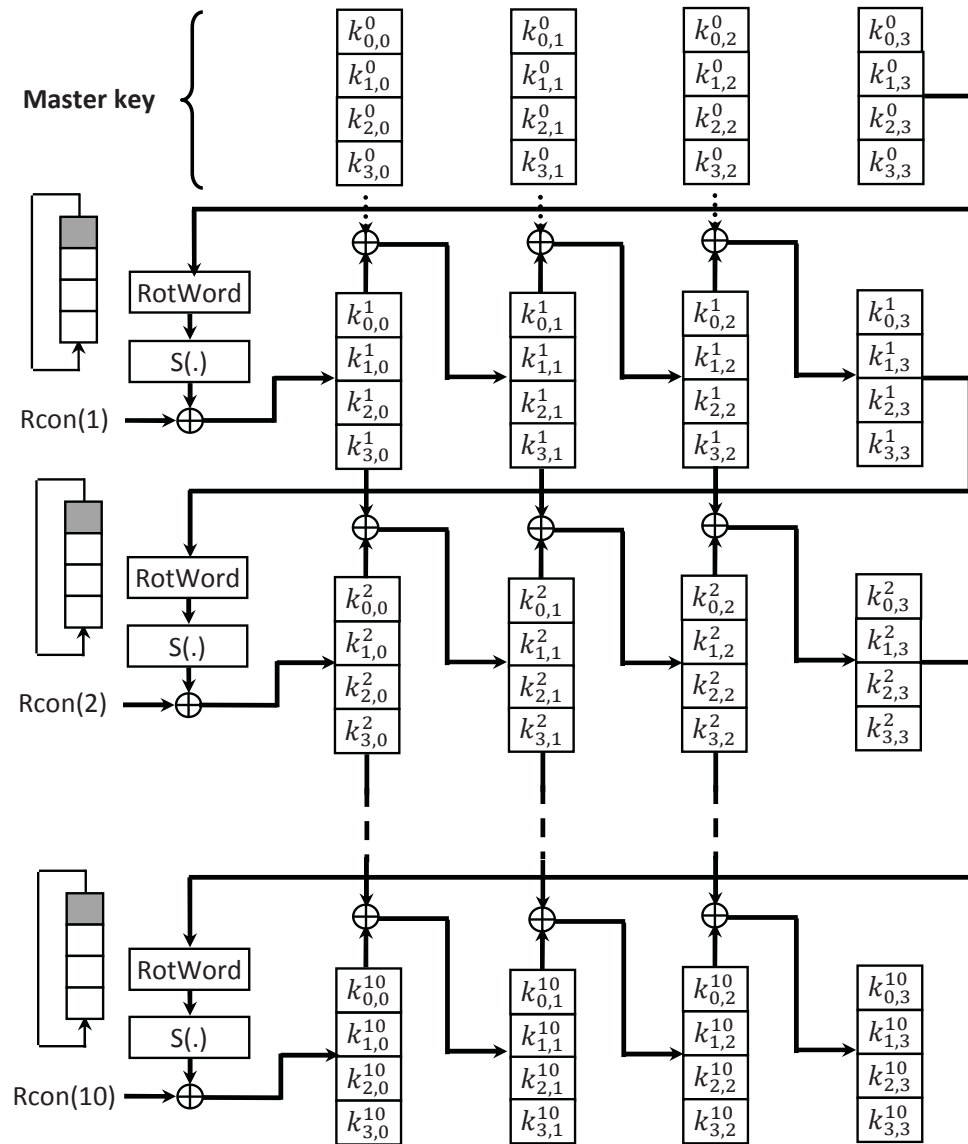 k^0_{0,0} k^0_{0,1} k^0_{0,2} k^0_{0,3}
k^0_{1,0} k^0_{1,1} k^0_{1,2} k^0_{1,3}
Master key
k^0_{2,0} k^0_{2,1} k^0_{2,2} k^0_{2,3}
k^0_{3,0} k^0_{3,1} k^0_{3,2} k^0_{3,3}
RotWord
k^1_{0,0} k^1_{0,1} k^1_{0,2} k^1_{0,3}
S(.)
k^1_{1,0} k^1_{1,1} k^1_{1,2} k^1_{1,3}
Rcon(1)
k^1_{2,0} k^1_{2,1} k^1_{2,2} k^1_{2,3}
k^1_{3,0} k^1_{3,1} k^1_{3,2} k^1_{3,3}
RotWord
k^2_{0,0} k^2_{0,1} k^2_{0,2} k^2_{0,3}
S(.)
k^2_{1,0} k^2_{1,1} k^2_{1,2} k^2_{1,3}
Rcon(2)
k^2_{2,0} k^2_{2,1} k^2_{2,2} k^2_{2,3}
k^2_{3,0} k^2_{3,1} k^2_{3,2} k^2_{3,3}
RotWord
k^{10}_{0,0} k^{10}_{0,1} k^{10}_{0,2} k^{10}_{0,3}
S(.)
k^{10}_{1,0} k^{10}_{1,1} k^{10}_{1,2} k^{10}_{1,3}
Rcon(10)
k^{10}_{2,0} k^{10}_{2,1} k^{10}_{2,2} k^{10}_{2,3}
k^{10}_{3,0} k^{10}_{3,1} k^{10}_{3,2} k^{10}_{3,3}